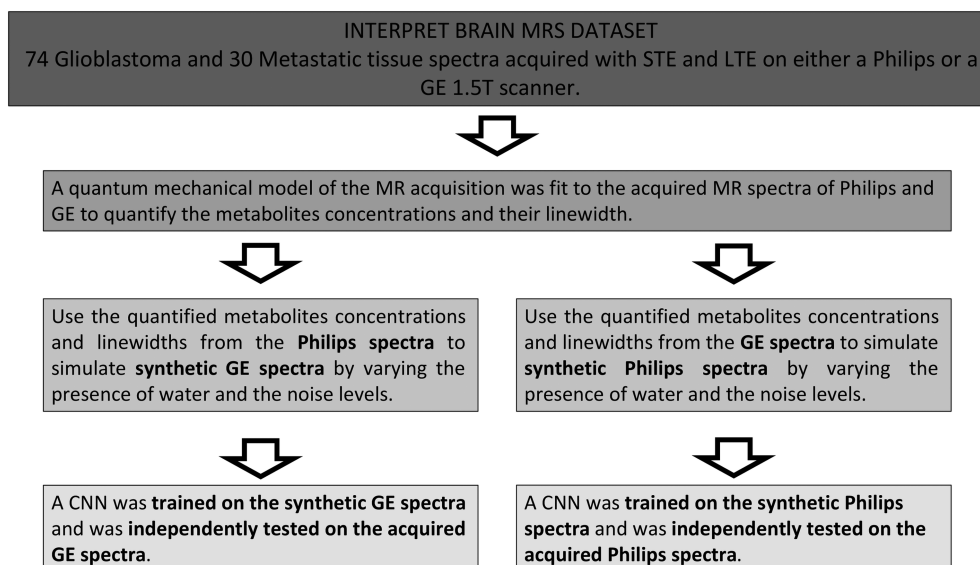 INTERPRET BRAIN MRS DATASET
74 Glioblastoma and 30 Metastatic tissue spectra acquired with STE and LTE on either a Philips or a
GE 1.5T scanner.
A quantum mechanical model of the MR acquisition was fit to the acquired MR spectra of Philips and
GE to quantify the metabolites concentrations and their linewidth.
Use the quantified metabolites concentrations
and linewidths from the Philips spectra to
simulate synthetic GE spectra by varying the
presence of water and the noise levels.
Use the quantified metabolites concentrations
and linewidths from the GE spectra to simulate
synthetic Philips spectra by varying the
presence of water and the noise levels.
A CNN was trained on the synthetic GE spectra
and was independently tested on the acquired
GE spectra.
A CNN was trained on the synthetic Philips
spectra and was independently tested on the
acquired Philips spectra.